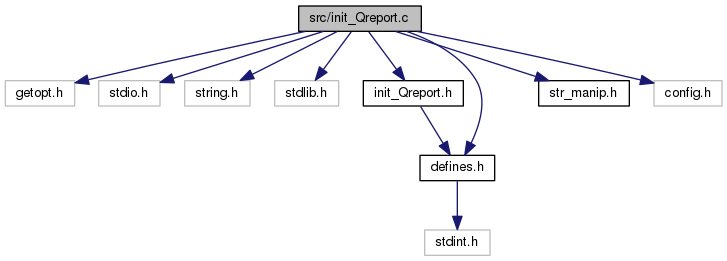 src/init_Qreport.c
getopt.h
stdio.h
string.h
stdlib.h
init_Qreport.h
str_manip.h
config.h
defines.h
stdint.h